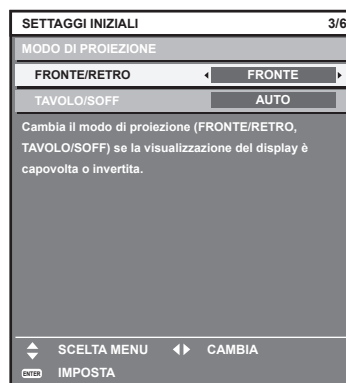 SETTAGGI INIZIALI 3/6
MODO DI PROIEZIONE
FRONTE/RETRO FRONTE
TAVOLO/SOFF AUTO
Cambia il modo di proiezione (FRONTE/RETRO,
TAVOLO/SOFF) se la visualizzazione del display è
capovolta o invertita.
SCELTA MENU CAMBIA
ENTER IMPOSTA